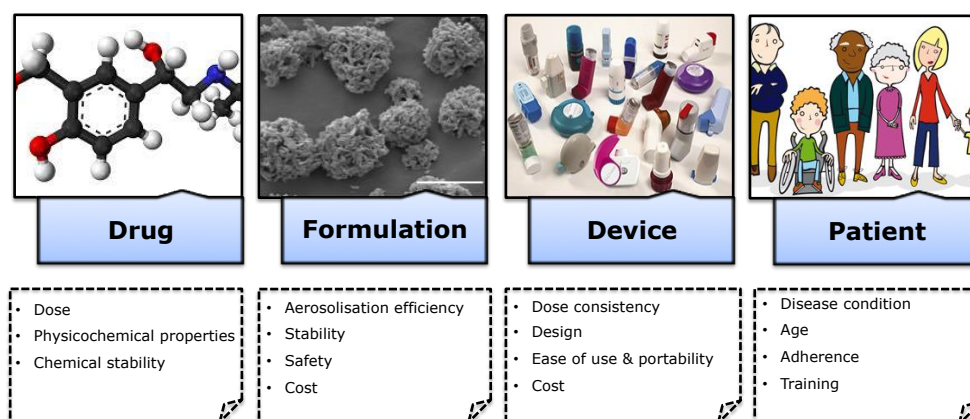 Drug
Formulation
Device
Patient
• Dose
• Physicochemical properties
• Chemical stability
• Aerosolisation efficiency
• Stability
• Safety
• Cost
• Dose consistency
• Design
• Ease of use & portability
• Cost
• Disease condition
• Age
• Adherence
• Training